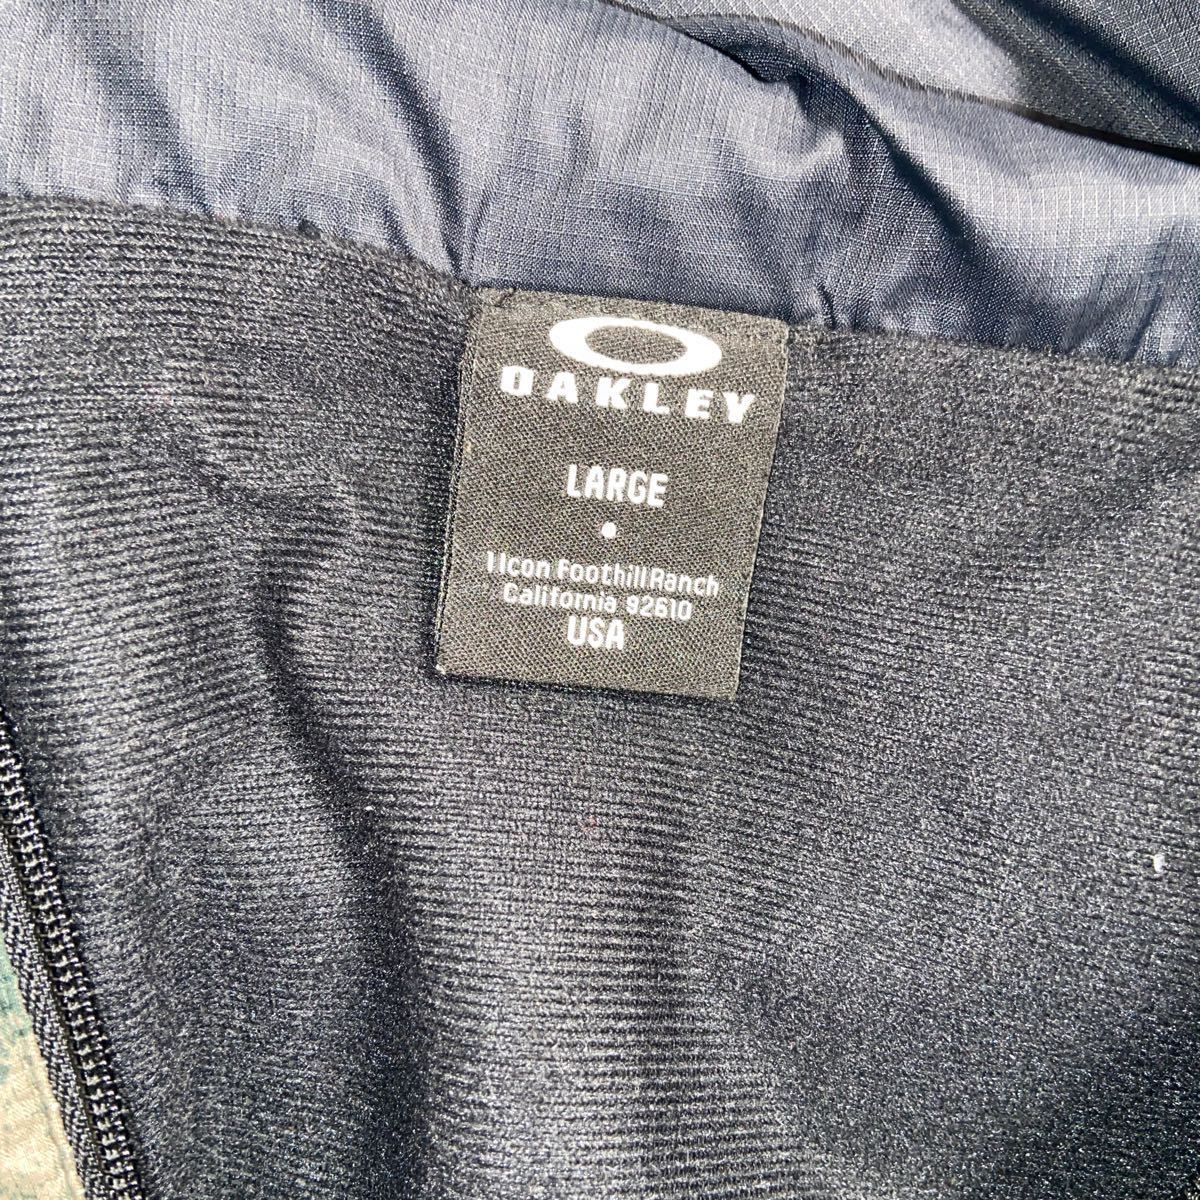 OAKLEY
LARGE
1 Icon Foothill Ranch
California 92610
USA